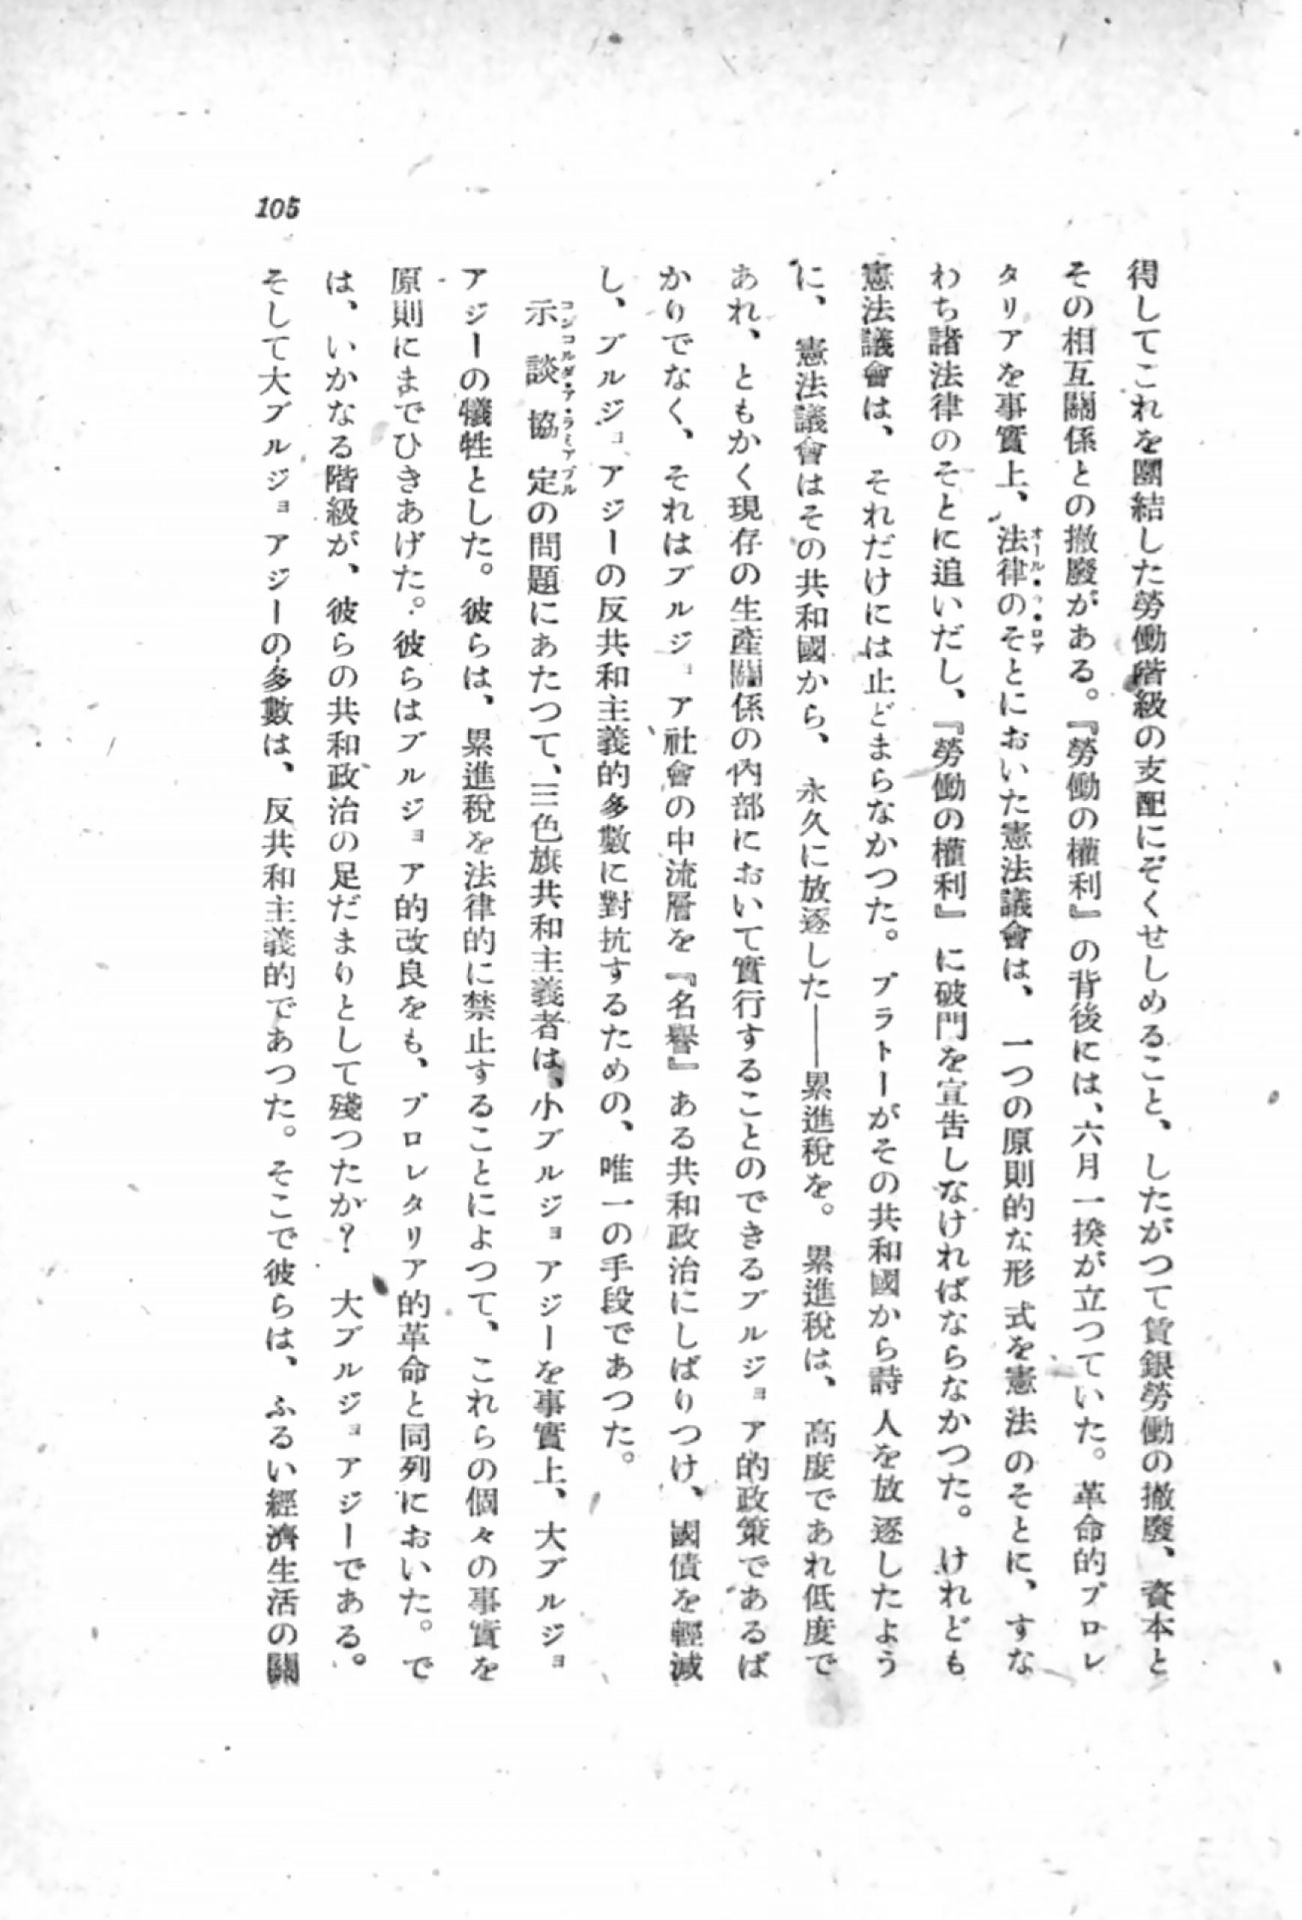 得してこれを團結した勞働階級の支配にぞくせしめること、したがつて賃銀勞働の撤廢、資本と
その相互關係との撤廢がある。『勞働の權利』の背後には、六月一揆が立つていた。革命的プロレ
タリアを事實上、法律のそとにおいた憲法議會は、一つの原則的な形式を憲法のそとに、すな
オール・ラ・ロア
わち諸法律のそとに追いだし、『勞働の權利』に破門を宣告しなければならなかつた。けれども
憲法議會は、それだけには止どまらなかつた。プラトーがその共和國から詩人を放逐したよう
に、憲法議會はその共和國から、永久に放逐した――累進稅を。累進稅は、高度であれ低度で
あれ、ともかく現存の生產關係の內部において實行することのできるブルジョア的政策であるば
かりでなく、それはブルジョア社會の中流層を『名譽』ある共和政治にしばりつけ、國債を輕減
し、ブルジョアジーの反共和主義的多數に對抗するための、唯一の手段であつた。
示談協定の問題にあたつて、三色旗共和主義者は、小ブルジョアジーを事實上、大ブルジョ
コンコルダ・ア・ラミアブル
アジーの犧牲とした。彼らは、累進稅を法律的に禁止することによつて、これらの個々の事實を
原則にまでひきあげた。彼らはブルジョア的改良をも、プロレタリア的革命と同列においた。で
は、いかなる階級が、彼らの共和政治の足だまりとして殘つたか？　大ブルジョアジーである。
そして大ブルジョアジーの多數は、反共和主義的であつた。そこで彼らは、ふるい經濟生活の關
105